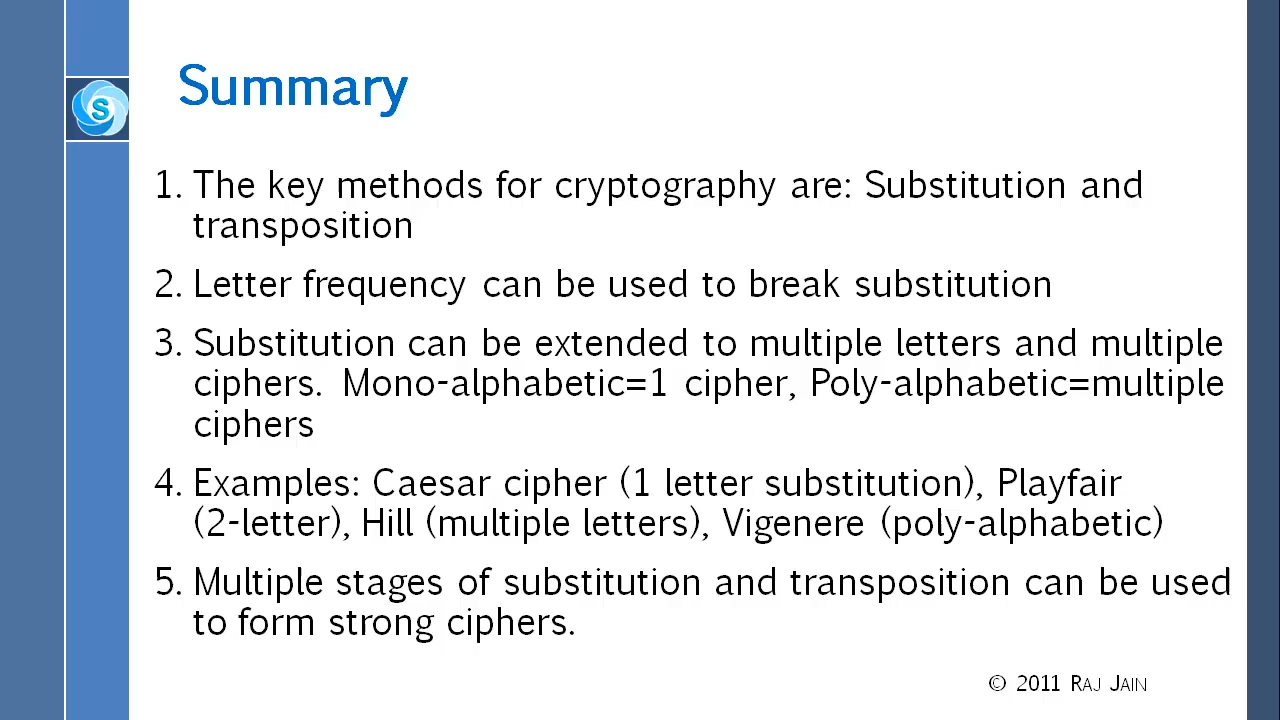 S
Summary
1. The key methods for cryptography are: Substitution and
transposition
2. Letter frequency can be used to break substitution
3. Substitution can be extended to multiple letters and multiple
ciphers. Mono-alphabetic=1 cipher, Poly-alphabetic=multiple
ciphers
4. Examples: Caesar cipher (1 letter substitution), Playfair
(2-letter), Hill (multiple letters), Vigenere (poly-alphabetic)
5. Multiple stages of substitution and transposition can be used
to form strong ciphers.
© 2011 RAJ JAIN